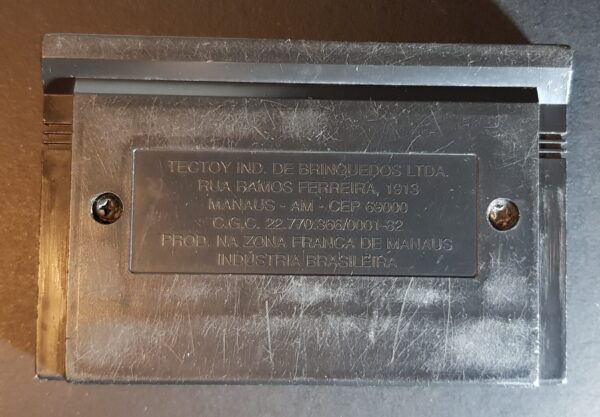 TECTOY IND. DE BRINQUEDOS LTDA.
RUA RAMOS FERREIRA, 1913
MANAUS - AM - CEP 69000
C.G.C. 22.770.366/0001-82
PROD. NA ZONA FRANCA DE MANAUS
INDÚSTRIA BRASILEIRA